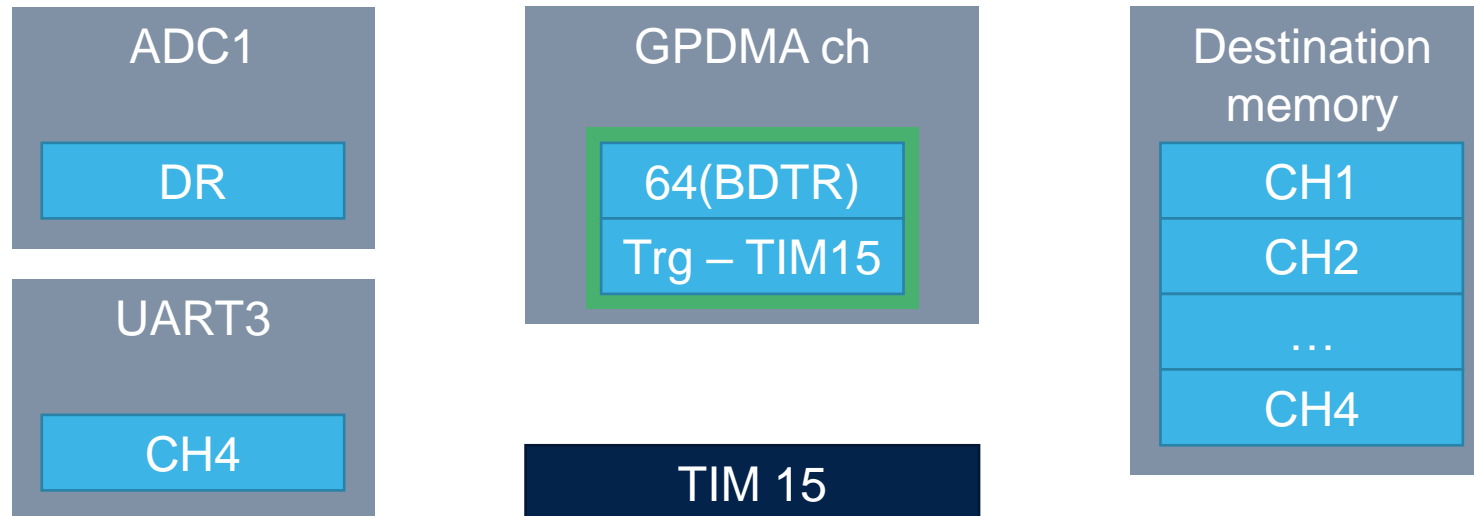 ADC1
DR
UART3
CH4
GPDMA ch
64(BDTR)
Trg – TIM15
TIM 15
Destination
memory
CH1
CH2
…
CH4